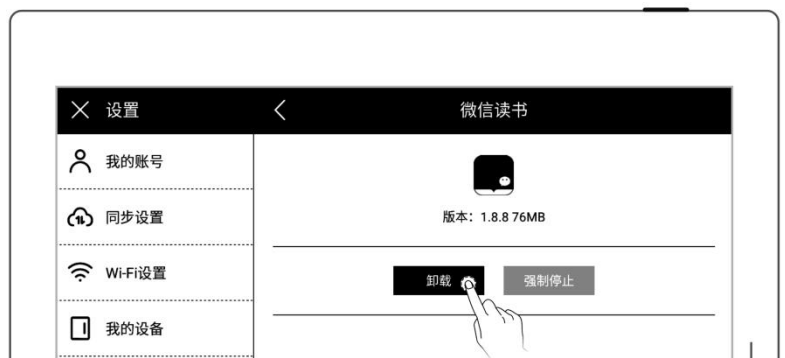 设置
微信读书
我的账号
同步设置
Wi-Fi设置
我的设备
版本：1.8.8 76MB
卸载
强制停止